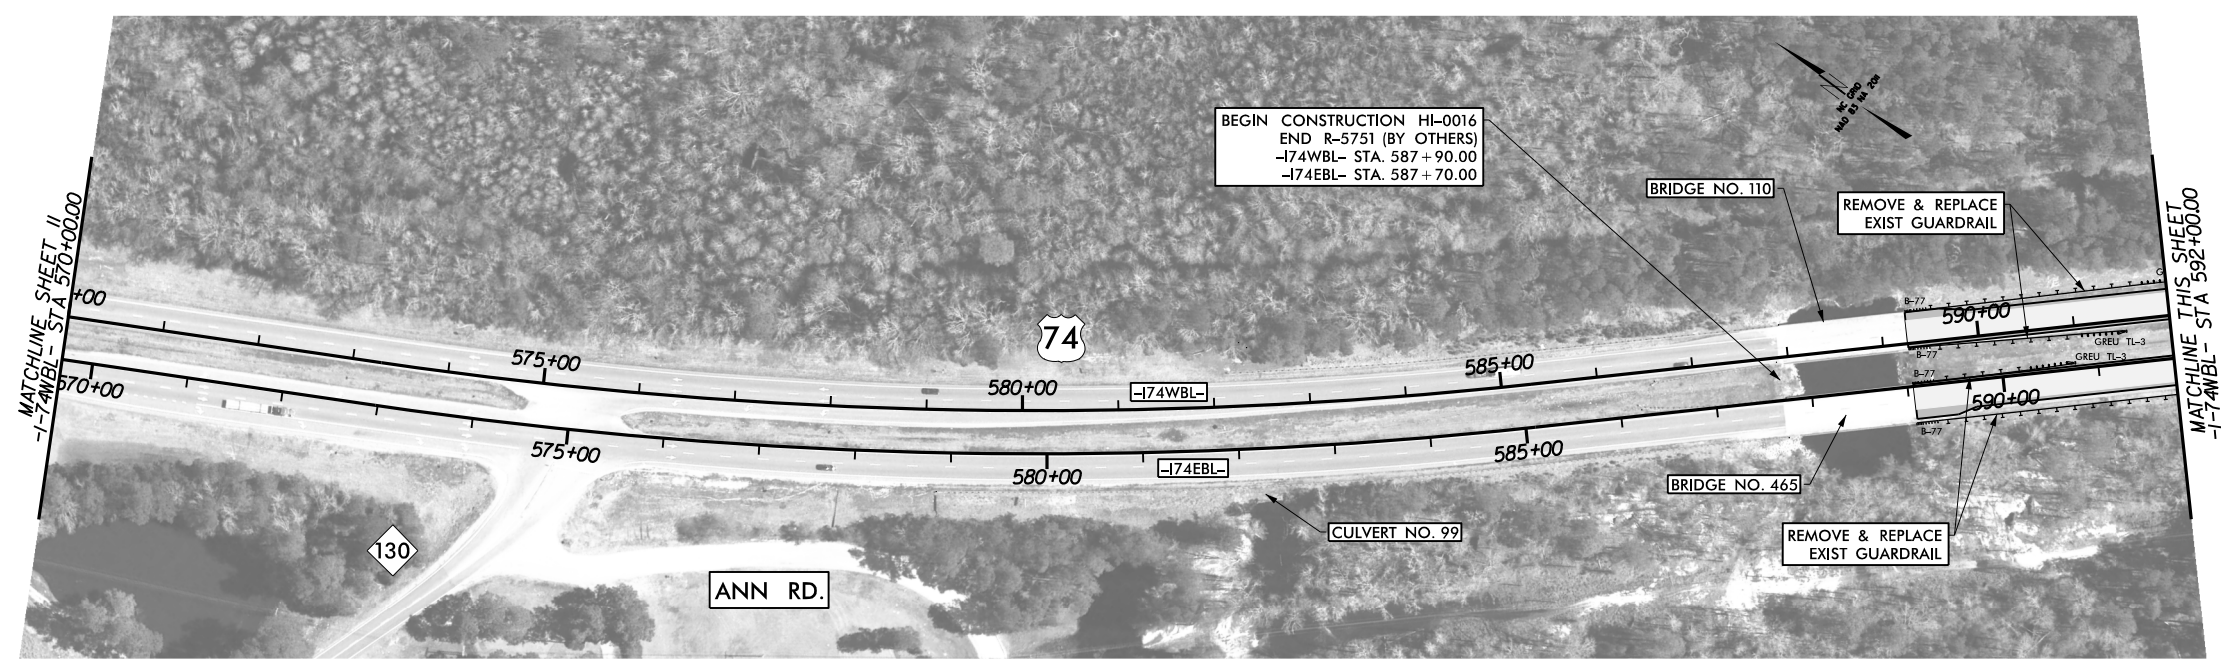 MATCHLINE SHEET 11
-I-74WBL- STA 570+00.00
+00
570+00
575+00
575+00
130
ANN RD.
74
580+00
-I74WBL-
580+00
-I74EBL-
CULVERT NO. 99
BEGIN CONSTRUCTION HI-0016
END R-5751 (BY OTHERS)
-I74WBL- STA. 587+90.00
-I74EBL- STA. 587+70.00
585+00
585+00
BRIDGE NO. 110
BRIDGE NO. 465
NC GRID
NAD 83 NA 2011
REMOVE & REPLACE
EXIST GUARDRAIL
B-77
590+00
G
B-77
GREU TL-3
GREU TL-3
B-77
590+00
B-77
REMOVE & REPLACE
EXIST GUARDRAIL
MATCHLINE THIS SHEET
-I-74WBL- STA 592+00.00